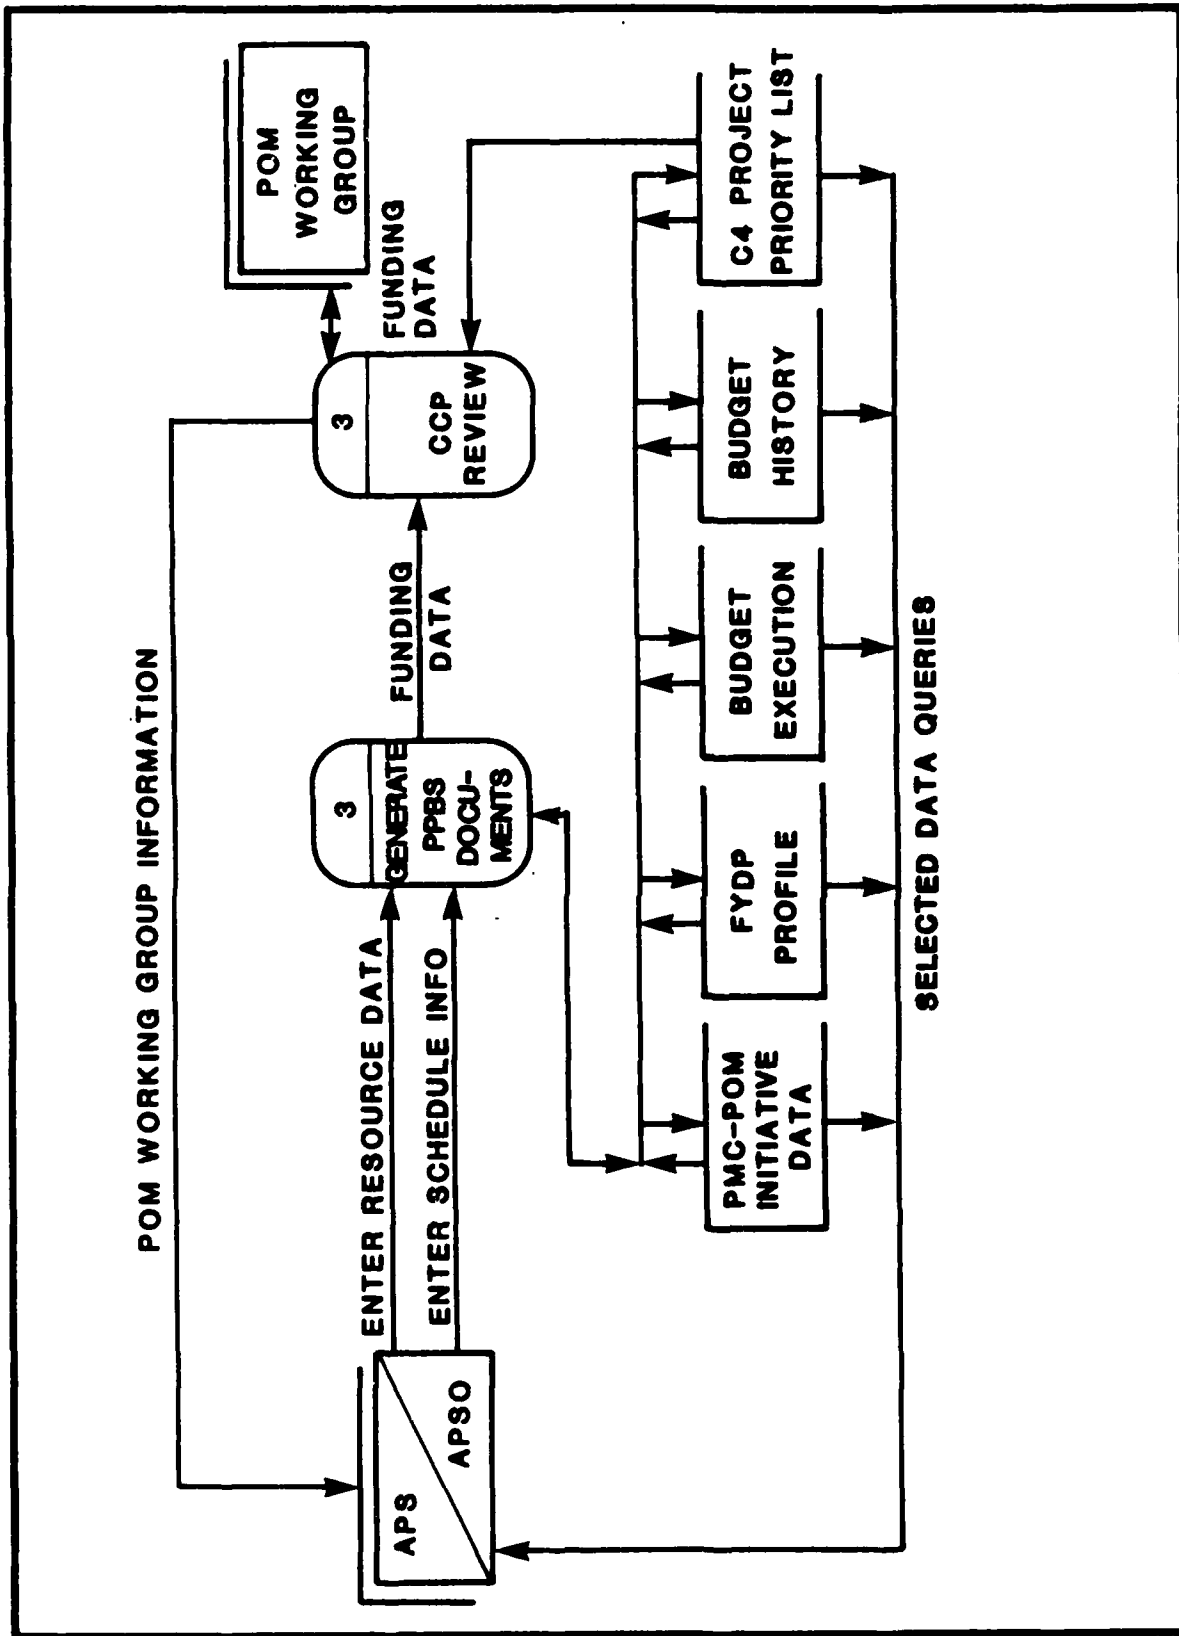 POM WORKING GROUP INFORMATION
POM
WORKING
GROUP
APS
APSO
ENTER RESOURCE DATA
ENTER SCHEDULE INFO
3
GENERATE
PPBS
DOCU-
MENTS
FUNDING
DATA
3
CCP
REVIEW
FUNDING
DATA
PMC-POM
INITIATIVE
DATA
FYDP
PROFILE
BUDGET
EXECUTION
BUDGET
HISTORY
C4 PROJECT
PRIORITY LIST
SELECTED DATA QUERIES